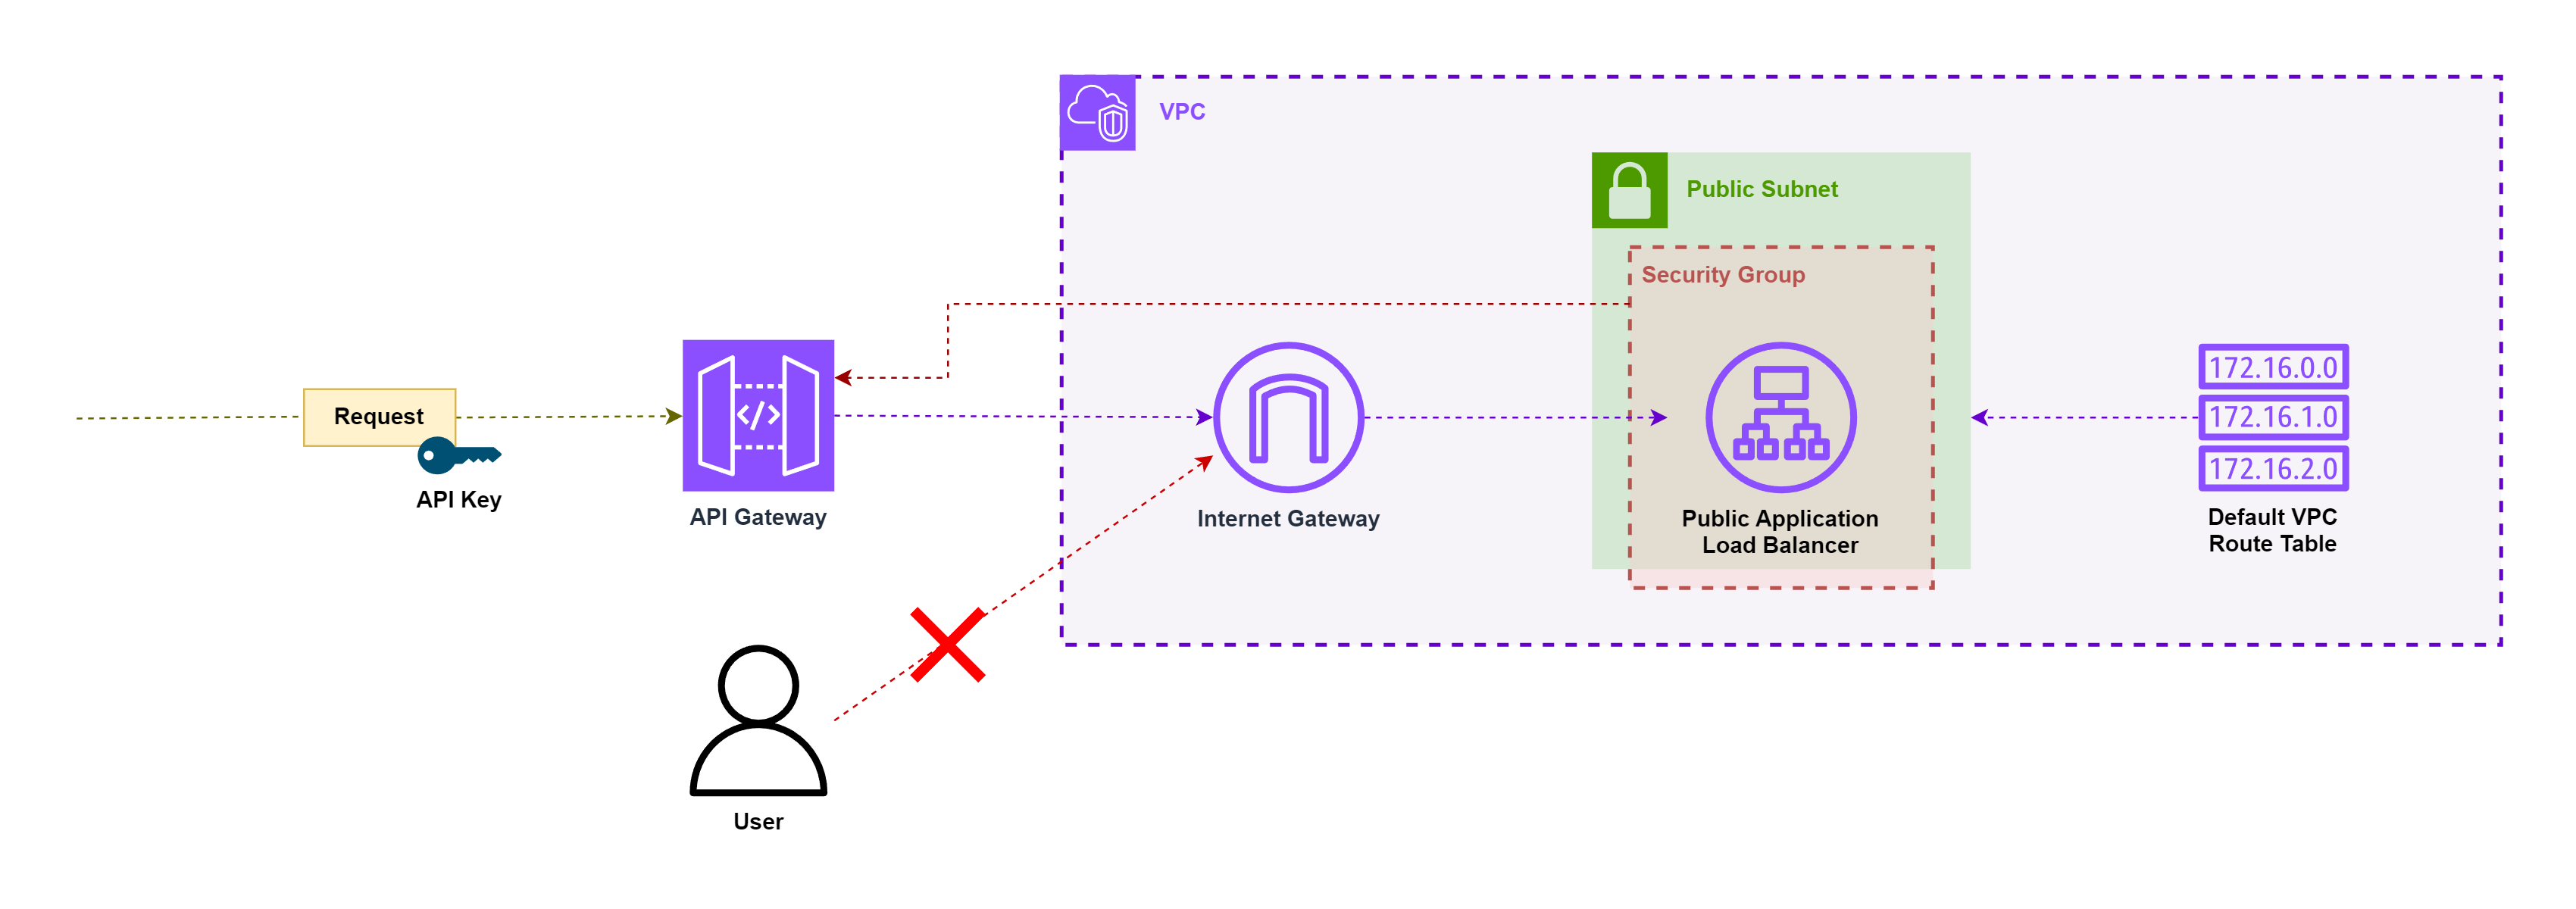 VPC
Public Subnet
Security Group
Request
API Key
API Gateway
Internet Gateway
Public Application
Load Balancer
172.16.0.0
172.16.1.0
172.16.2.0
Default VPC
Route Table
User